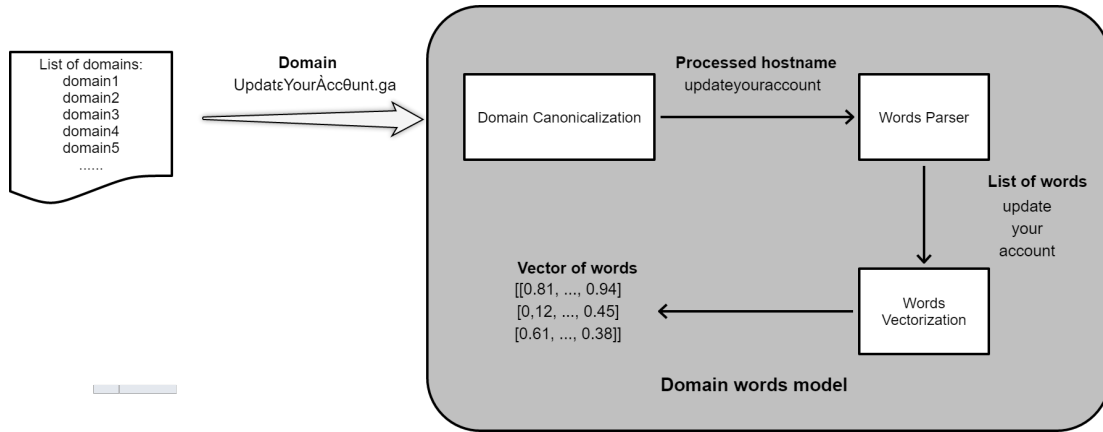 List of domains:
domain1
domain2
domain3
domain4
domain5
......
Domain
UpdatεYourÀccθunt.ga
Domain Canonicalization
Processed hostname
updateyouraccount
Words Parser
List of words
update
your
account
Words
Vectorization
Vector of words
[[0.81, ..., 0.94]
[0,12, ..., 0.45]
[0.61, ..., 0.38]]
Domain words model